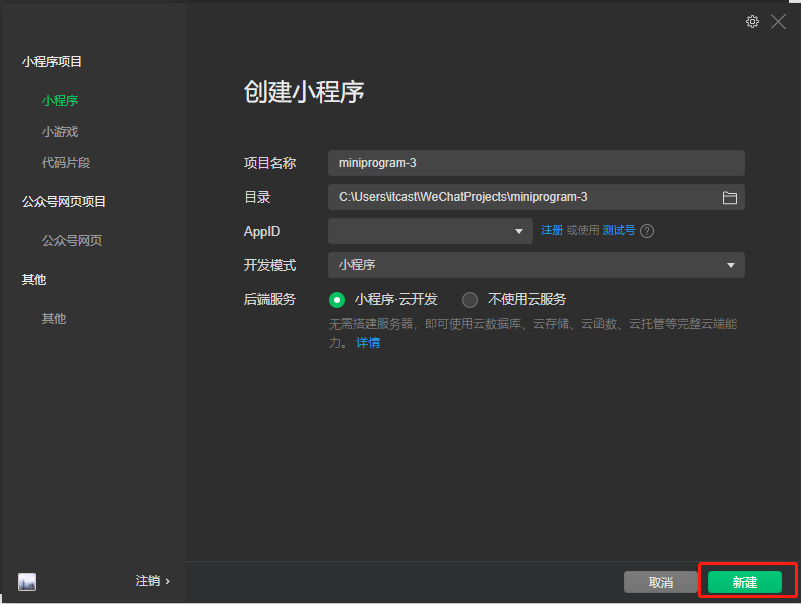 小程序项目
小程序
小游戏
代码片段
公众号网页项目
公众号网页
其他
其他
注销 ›
创建小程序
项目名称 miniprogram-3
目录 C:\Users\itcast\WeChatProjects\miniprogram-3
AppID 注册 或使用 测试号 ?
开发模式 小程序
后端服务 小程序·云开发 不使用云服务
无需搭建服务器，即可使用云数据库、云存储、云函数、云托管等完整云端能
力。 详情
取消 新建